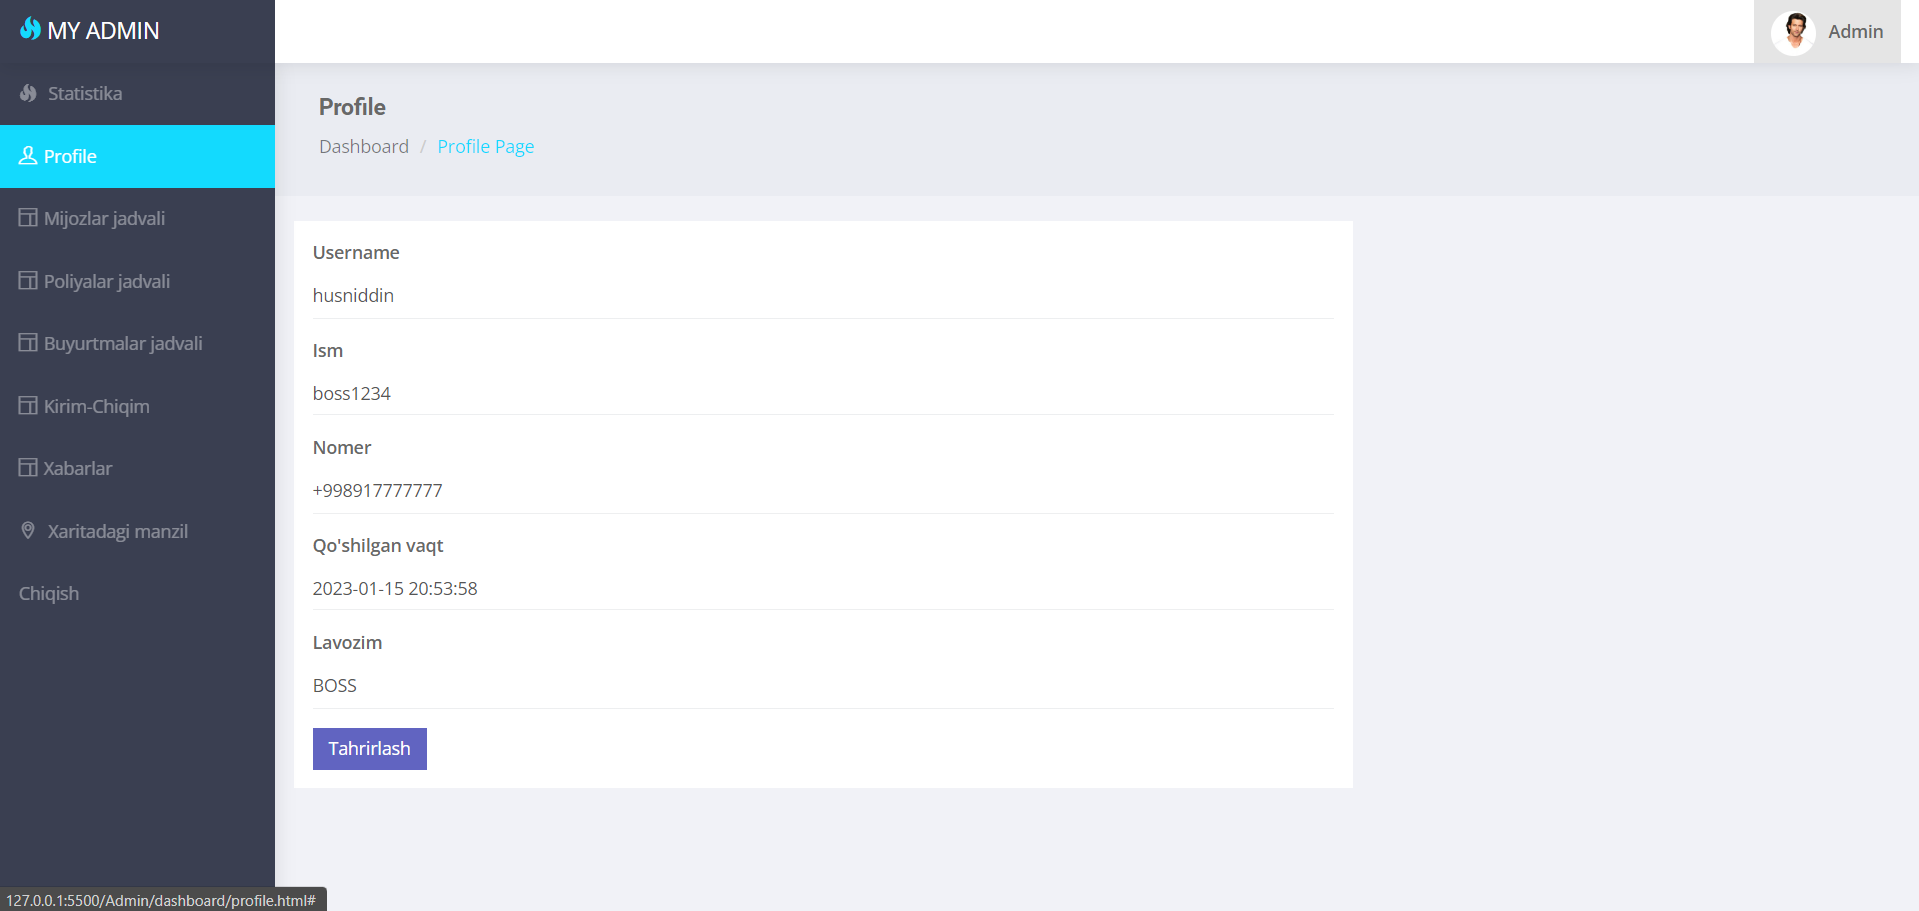 MY ADMIN
Admin
Statistika
Profile
Mijozlar jadvali
Poliyalar jadvali
Buyurtmalar jadvali
Kirim-Chiqim
Xabarlar
Xaritadagi manzil
Chiqish
Profile
Dashboard / Profile Page
Username
husniddin
Ism
boss1234
Nomer
+998917777777
Qo'shilgan vaqt
2023-01-15 20:53:58
Lavozim
BOSS
Tahrirlash
127.0.0.1:5500/Admin/dashboard/profile.html#